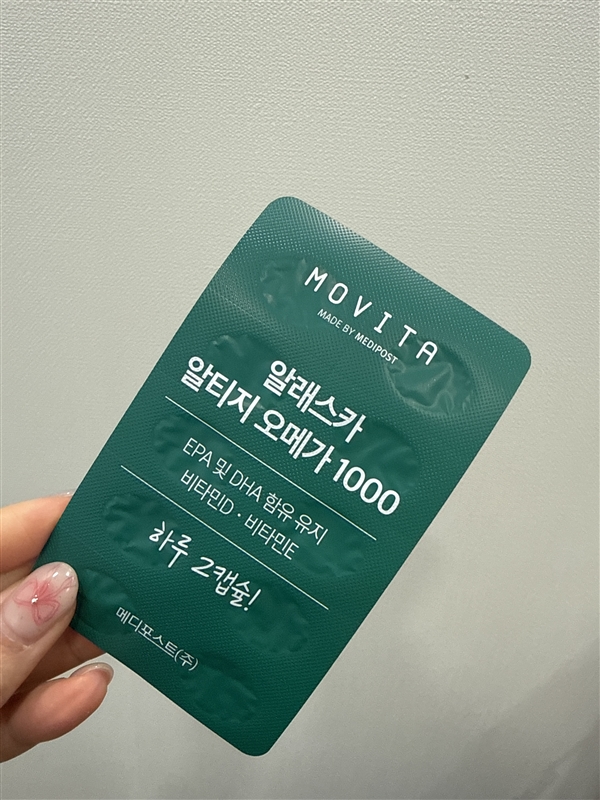 MOVITA
MADE BY MEDIPOST
알래스카
알티지 오메가 1000
EPA 및 DHA 함유 유지
비타민D · 비타민E
하루 2캡슐!
메디포스트(주)